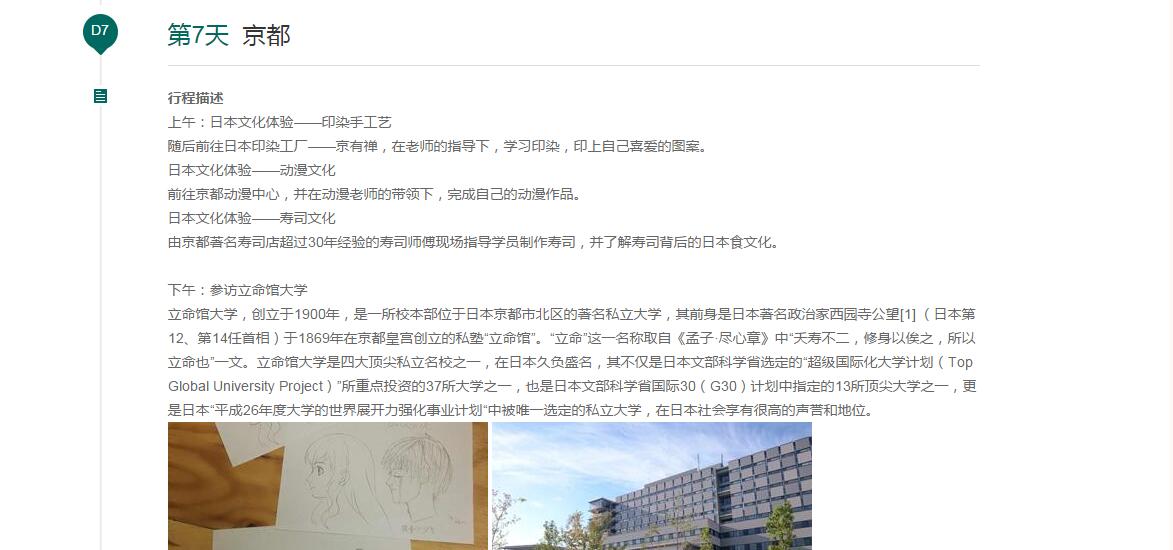 D7
第7天 京都
行程描述
上午：日本文化体验——印染手工艺
随后前往日本印染工厂——京有禅，在老师的指导下，学习印染，印上自己喜爱的图案。
日本文化体验——动漫文化
前往京都动漫中心，并在动漫老师的带领下，完成自己的动漫作品。
日本文化体验——寿司文化
由京都著名寿司店超过30年经验的寿司师傅现场指导学员制作寿司，并了解寿司背后的日本食文化。
下午：参访立命馆大学
立命馆大学，创立于1900年，是一所校本部位于日本京都市北区的著名私立大学，其前身是日本著名政治家西园寺公望[1] （日本第
12、第14任首相）于1869年在京都皇宫创立的私塾“立命馆”。“立命”这一名称取自《孟子·尽心章》中“夭寿不二，修身以俟之，所以
立命也”一文。立命馆大学是四大顶尖私立名校之一，在日本久负盛名，其不仅是日本文部科学省选定的“超级国际化大学计划（Top
Global University Project）”所重点投资的37所大学之一，也是日本文部科学省国际30（G30）计划中指定的13所顶尖大学之一，更
是日本“平成26年度大学的世界展开力强化事业计划“中被唯一选定的私立大学，在日本社会享有很高的声誉和地位。